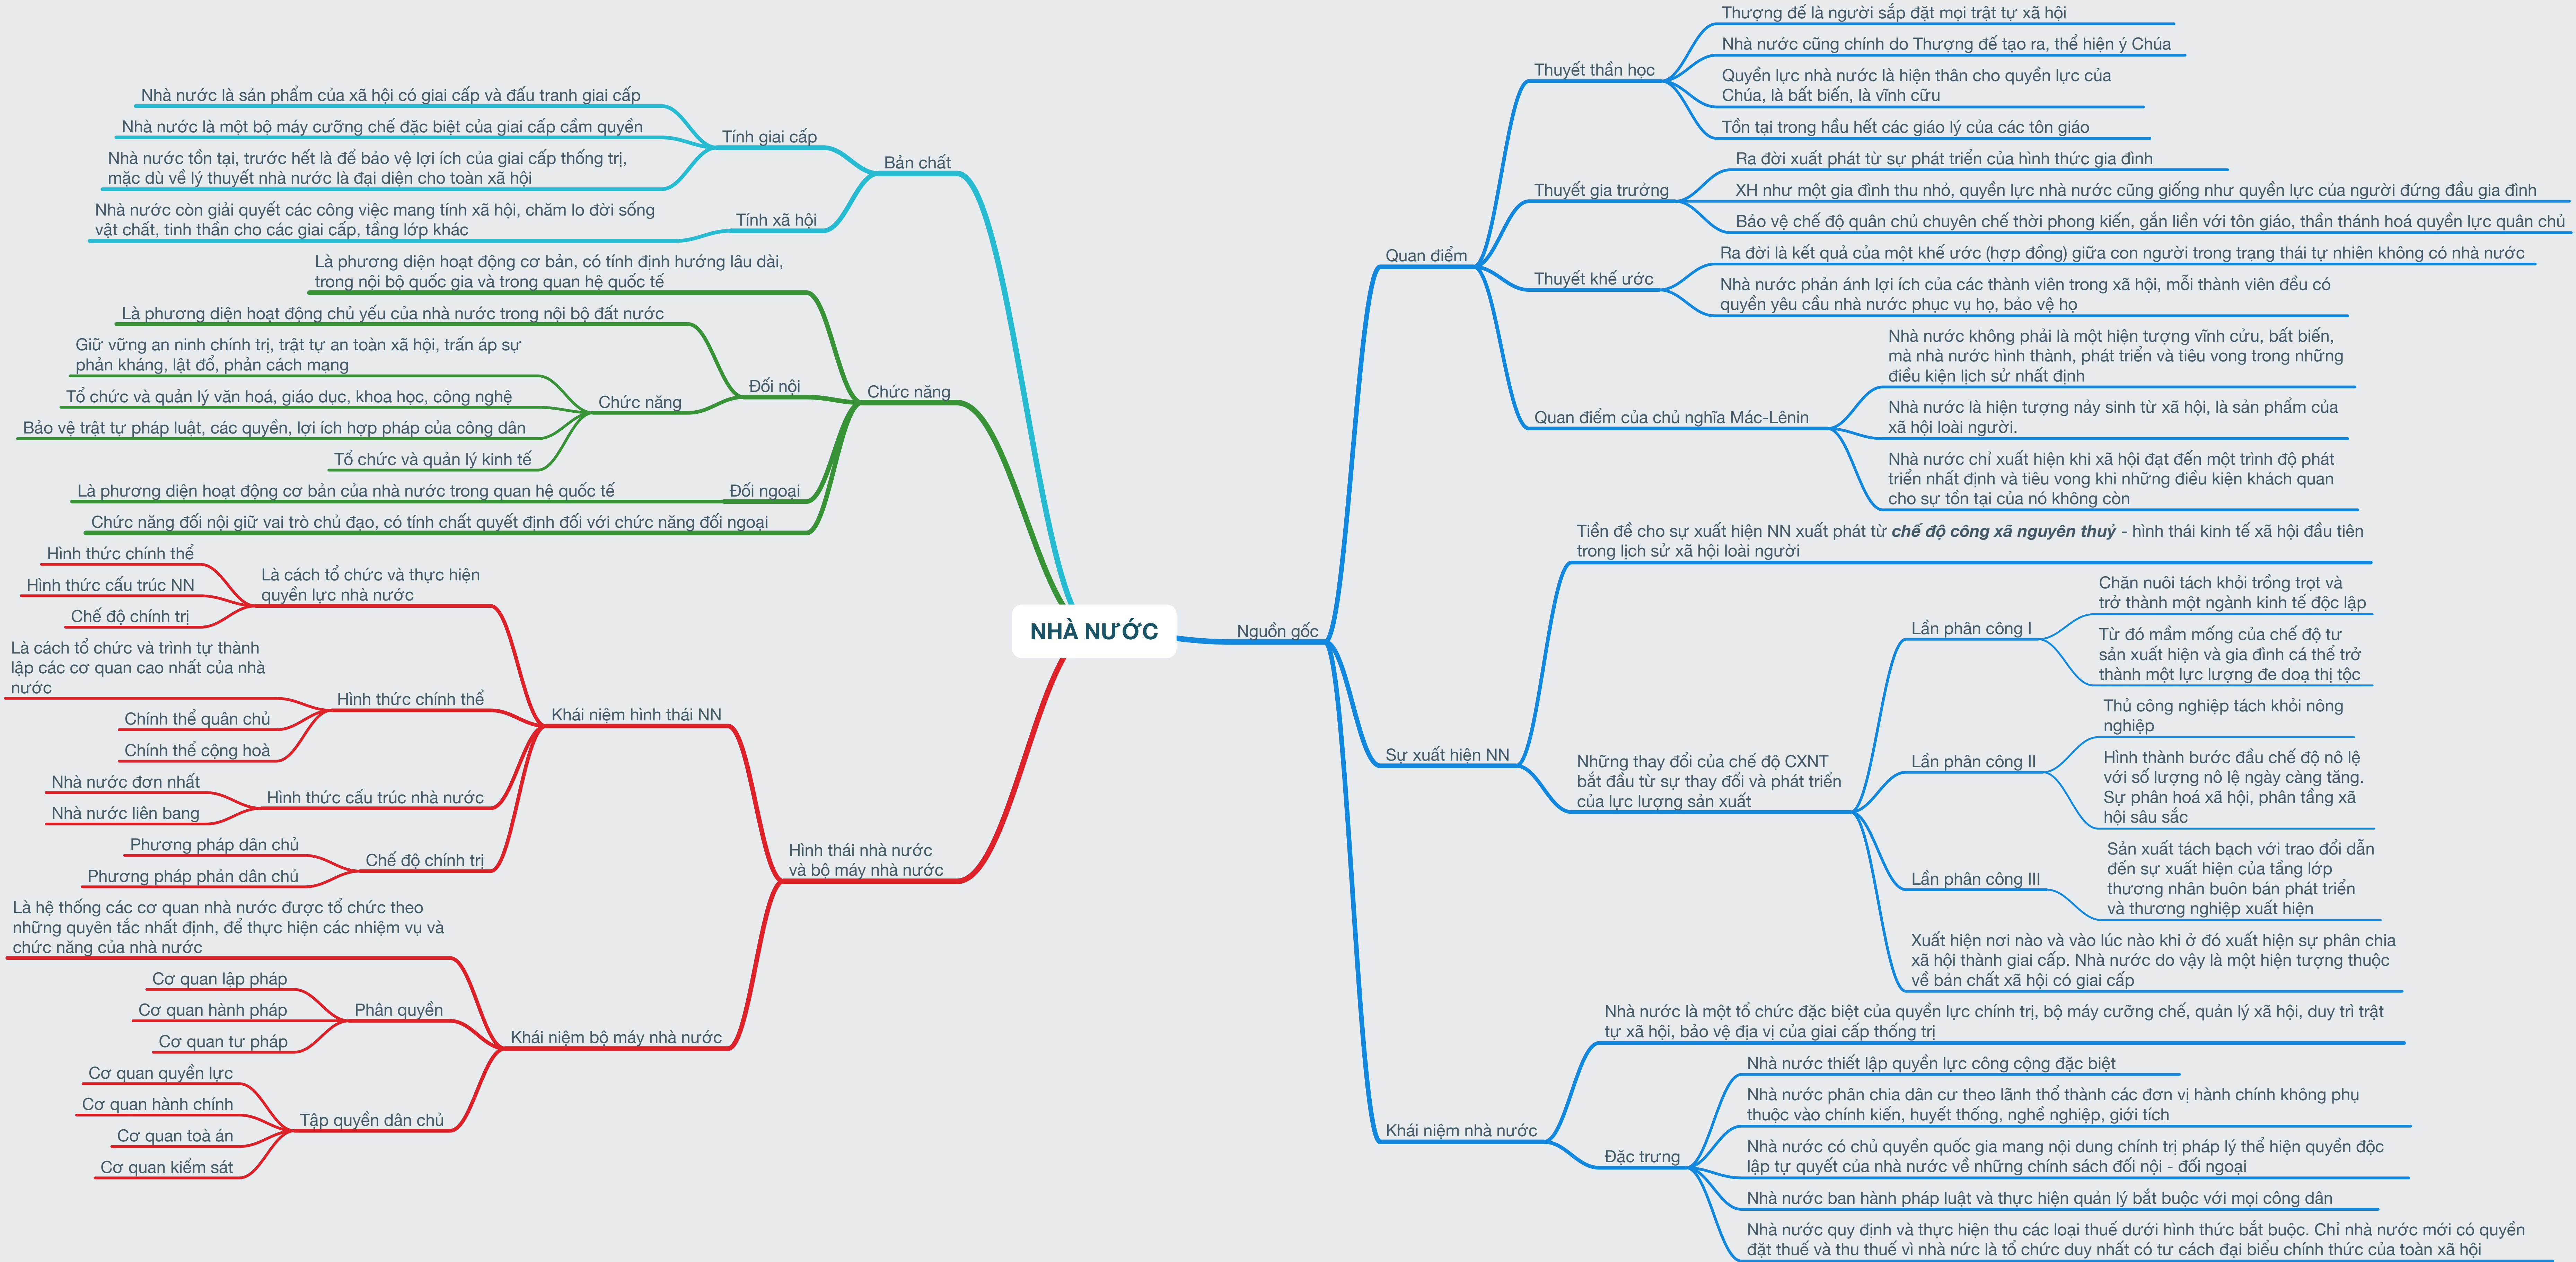 NHÀ NƯỚC
Nguồn gốc
Quan điểm
Thuyết thần học
Thượng đế là người sắp đặt mọi trật tự xã hội
Nhà nước cũng chính do Thượng đế tạo ra, thể hiện ý Chúa
Quyền lực nhà nước là hiện thân cho quyền lực của
Chúa, là bất biến, là vĩnh cữu
Tồn tại trong hầu hết các giáo lý của các tôn giáo
Thuyết gia trưởng
Ra đời xuất phát từ sự phát triển của hình thức gia đình
XH như một gia đình thu nhỏ, quyền lực nhà nước cũng giống như quyền lực của người đứng đầu gia đình
Bảo vệ chế độ quân chủ chuyên chế thời phong kiến, gắn liền với tôn giáo, thần thánh hoá quyền lực quân chủ
Thuyết khế ước
Ra đời là kết quả của một khế ước (hợp đồng) giữa con người trong trạng thái tự nhiên không có nhà nước
Nhà nước phản ánh lợi ích của các thành viên trong xã hội, mỗi thành viên đều có
quyền yêu cầu nhà nước phục vụ họ, bảo vệ họ
Quan điểm của chủ nghĩa Mác-Lênin
Nhà nước không phải là một hiện tượng vĩnh cửu, bất biến,
mà nhà nước hình thành, phát triển và tiêu vong trong những
điều kiện lịch sử nhất định
Nhà nước là hiện tượng nảy sinh từ xã hội, là sản phẩm của
xã hội loài người.
Nhà nước chỉ xuất hiện khi xã hội đạt đến một trình độ phát
triển nhất định và tiêu vong khi những điều kiện khách quan
cho sự tồn tại của nó không còn
Sự xuất hiện NN
Tiền đề cho sự xuất hiện NN xuất phát từ chế độ công xã nguyên thuỷ - hình thái kinh tế xã hội đầu tiên
trong lịch sử xã hội loài người
Những thay đổi của chế độ CXNT
bắt đầu từ sự thay đổi và phát triển
của lực lượng sản xuất
Lần phân công I
Chăn nuôi tách khỏi trồng trọt và
trở thành một ngành kinh tế độc lập
Từ đó mầm mống của chế độ tư
sản xuất hiện và gia đình cá thể trở
thành một lực lượng đe doạ thị tộc
Lần phân công II
Thủ công nghiệp tách khỏi nông
nghiệp
Hình thành bước đầu chế độ nô lệ
với số lượng nô lệ ngày càng tăng.
Sự phân hoá xã hội, phân tầng xã
hội sâu sắc
Lần phân công III
Sản xuất tách bạch với trao đổi dẫn
đến sự xuất hiện của tầng lớp
thương nhân buôn bán phát triển
và thương nghiệp xuất hiện
Xuất hiện nơi nào và vào lúc nào khi ở đó xuất hiện sự phân chia
xã hội thành giai cấp. Nhà nước do vậy là một hiện tượng thuộc
về bản chất xã hội có giai cấp
Khái niệm nhà nước
Nhà nước là một tổ chức đặc biệt của quyền lực chính trị, bộ máy cưỡng chế, quản lý xã hội, duy trì trật
tự xã hội, bảo vệ địa vị của giai cấp thống trị
Đặc trưng
Nhà nước thiết lập quyền lực công cộng đặc biệt
Nhà nước phân chia dân cư theo lãnh thổ thành các đơn vị hành chính không phụ
thuộc vào chính kiến, huyết thống, nghề nghiệp, giới tích
Nhà nước có chủ quyền quốc gia mang nội dung chính trị pháp lý thể hiện quyền độc
lập tự quyết của nhà nước về những chính sách đối nội - đối ngoại
Nhà nước ban hành pháp luật và thực hiện quản lý bắt buộc với mọi công dân
Nhà nước quy định và thực hiện thu các loại thuế dưới hình thức bắt buộc. Chỉ nhà nước mới có quyền
đặt thuế và thu thuế vì nhà nức là tổ chức duy nhất có tư cách đại biểu chính thức của toàn xã hội
Bản chất
Tính giai cấp
Nhà nước là sản phẩm của xã hội có giai cấp và đấu tranh giai cấp
Nhà nước là một bộ máy cưỡng chế đặc biệt của giai cấp cầm quyền
Nhà nước tồn tại, trước hết là để bảo vệ lợi ích của giai cấp thống trị,
mặc dù về lý thuyết nhà nước là đại diện cho toàn xã hội
Tính xã hội
Nhà nước còn giải quyết các công việc mang tính xã hội, chăm lo đời sống
vật chất, tinh thần cho các giai cấp, tầng lớp khác
Chức năng
Là phương diện hoạt động cơ bản, có tính định hướng lâu dài,
trong nội bộ quốc gia và trong quan hệ quốc tế
Đối nội
Là phương diện hoạt động chủ yếu của nhà nước trong nội bộ đất nước
Chức năng
Giữ vững an ninh chính trị, trật tự an toàn xã hội, trấn áp sự
phản kháng, lật đổ, phản cách mạng
Tổ chức và quản lý văn hoá, giáo dục, khoa học, công nghệ
Bảo vệ trật tự pháp luật, các quyền, lợi ích hợp pháp của công dân
Tổ chức và quản lý kinh tế
Đối ngoại
Là phương diện hoạt động cơ bản của nhà nước trong quan hệ quốc tế
Chức năng đối nội giữ vai trò chủ đạo, có tính chất quyết định đối với chức năng đối ngoại
Hình thái nhà nước
và bộ máy nhà nước
Khái niệm hình thái NN
Là cách tổ chức và thực hiện
quyền lực nhà nước
Hình thức chính thể
Hình thức cấu trúc NN
Chế độ chính trị
Hình thức chính thể
Là cách tổ chức và trình tự thành
lập các cơ quan cao nhất của nhà
nước
Chính thể quân chủ
Chính thể cộng hoà
Hình thức cấu trúc nhà nước
Nhà nước đơn nhất
Nhà nước liên bang
Chế độ chính trị
Phương pháp dân chủ
Phương pháp phản dân chủ
Khái niệm bộ máy nhà nước
Là hệ thống các cơ quan nhà nước được tổ chức theo
những quyên tắc nhất định, để thực hiện các nhiệm vụ và
chức năng của nhà nước
Phân quyền
Cơ quan lập pháp
Cơ quan hành pháp
Cơ quan tư pháp
Tập quyền dân chủ
Cơ quan quyền lực
Cơ quan hành chính
Cơ quan toà án
Cơ quan kiểm sát